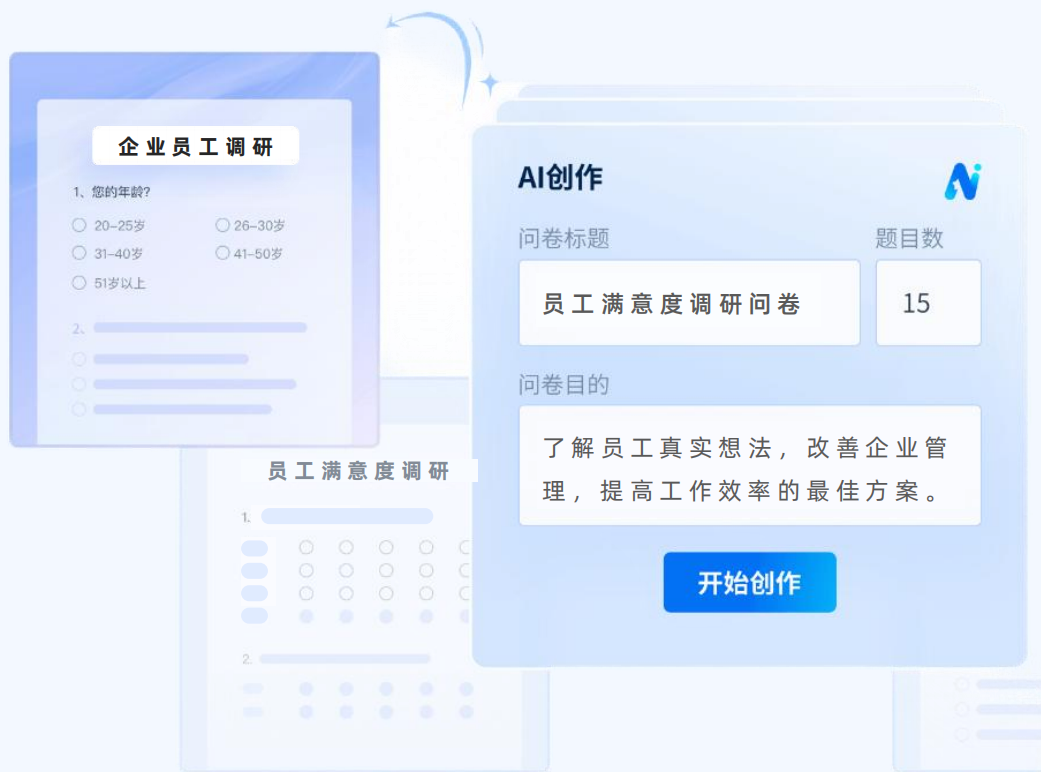 企业员工调研
1、您的年龄?
20-25岁 26-30岁
31-40岁 41-50岁
51岁以上
2、
员工满意度调研
1.
2.
AI创作
问卷标题 题目数
员工满意度调研问卷 15
问卷目的
了解员工真实想法，改善企业管
理，提高工作效率的最佳方案。
开始创作